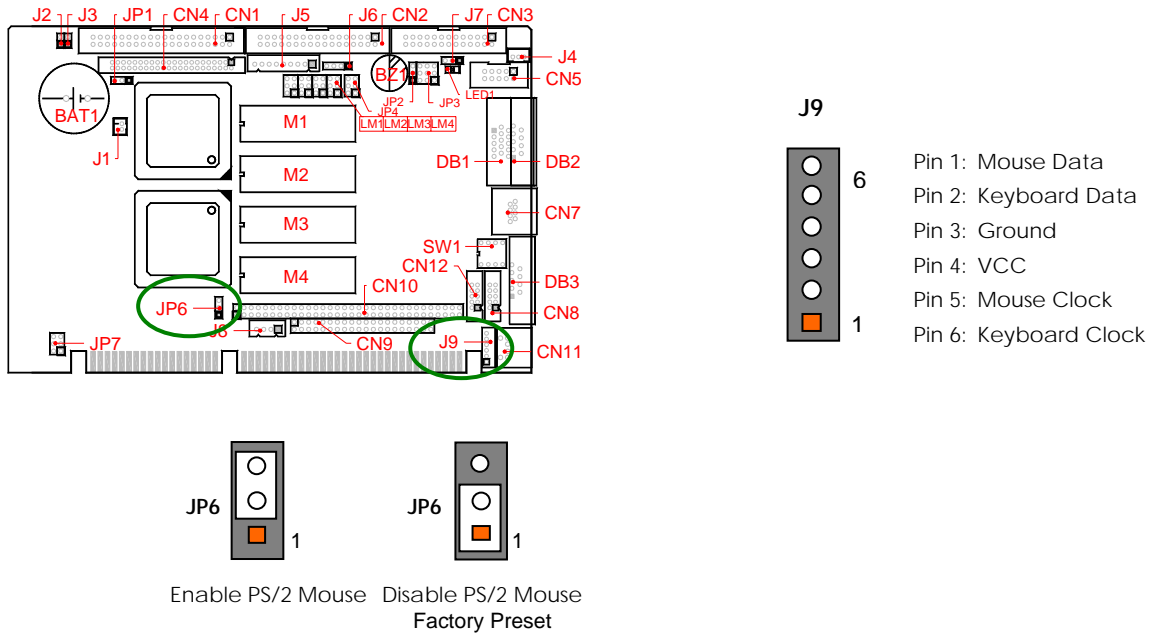 J2 J3 JP1 CN4 CN1 J5 J6 CN2 J7 CN3
J4
CN5
BZ1
LED1
JP2 JP3
JP4
LM1 LM2 LM3 LM4
BAT1
J1
M1
M2
M3
M4
DB1 DB2
CN7
SW1
CN12
DB3
CN10
CN8
JP6
CN9
J9
CN11
JP7
J9
6
1
Pin 1: Mouse Data
Pin 2: Keyboard Data
Pin 3: Ground
Pin 4: VCC
Pin 5: Mouse Clock
Pin 6: Keyboard Clock
JP6
1
Enable PS/2 Mouse
JP6
1
Disable PS/2 Mouse
Factory Preset